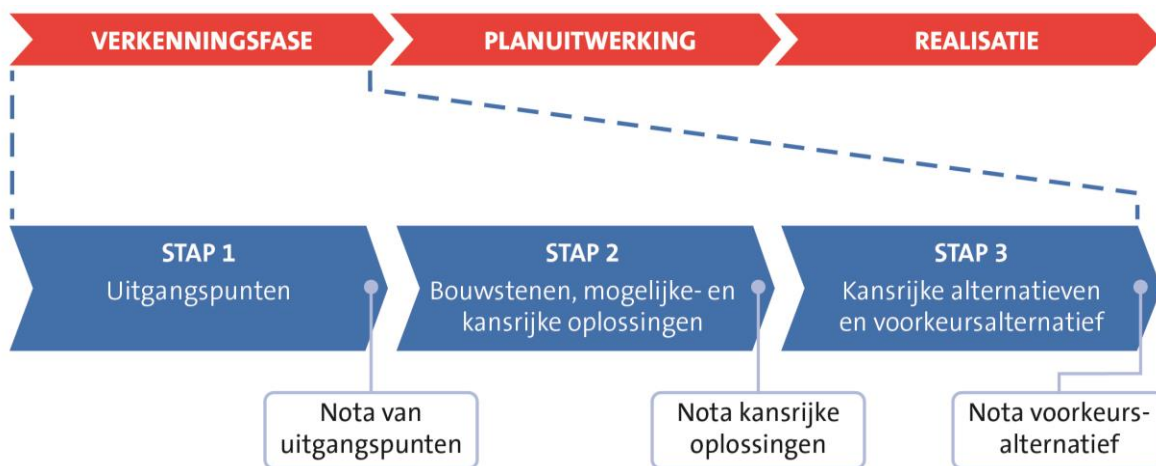 VERKENNINGSFASE
PLANUITWERKING
REALISATIE
STAP 1
Uitgangspunten
STAP 2
Bouwstenen, mogelijke- en
kansrijke oplossingen
STAP 3
Kansrijke alternatieven
en voorkeursalternatief
Nota van
uitgangspunten
Nota kansrijke
oplossingen
Nota voorkeurs-
alternatief